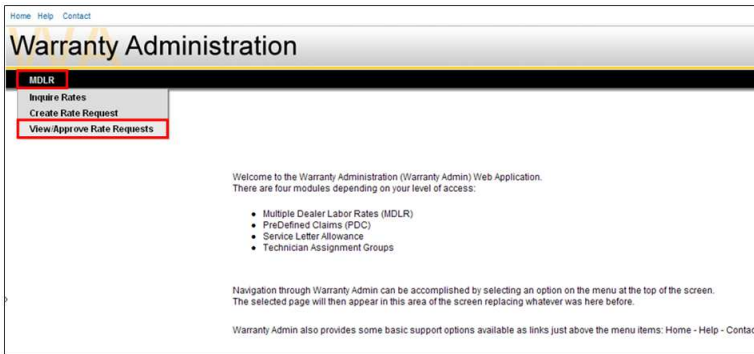 Home Help Contact
Warranty Administration
MDLR
Inquire Rates
Create Rate Request
View/Approve Rate Requests
Welcome to the Warranty Administration (Warranty Admin) Web Application.
There are four modules depending on your level of access:
• Multiple Dealer Labor Rates (MDLR)
• PreDefined Claims (PDC)
• Service Letter Allowance
• Technician Assignment Groups
Navigation through Warranty Admin can be accomplished by selecting an option on the menu at the top of the screen.
The selected page will then appear in this area of the screen replacing whatever was here before.
Warranty Admin also provides some basic support options available as links just above the menu items: Home - Help - Contac